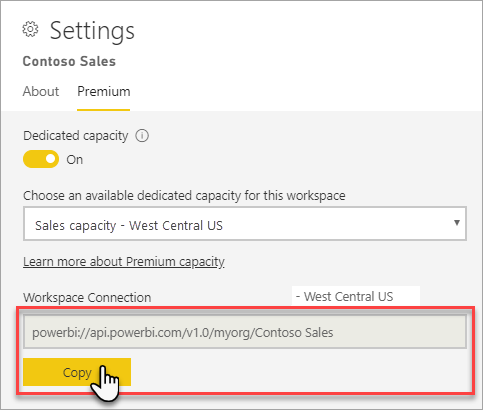 Settings
Contoso Sales
About Premium
Dedicated capacity
On
Choose an available dedicated capacity for this workspace
Sales capacity - West Central US
Learn more about Premium capacity
Workspace Connection - West Central US
powerbi://api.powerbi.com/v1.0/myorg/Contoso Sales
Copy